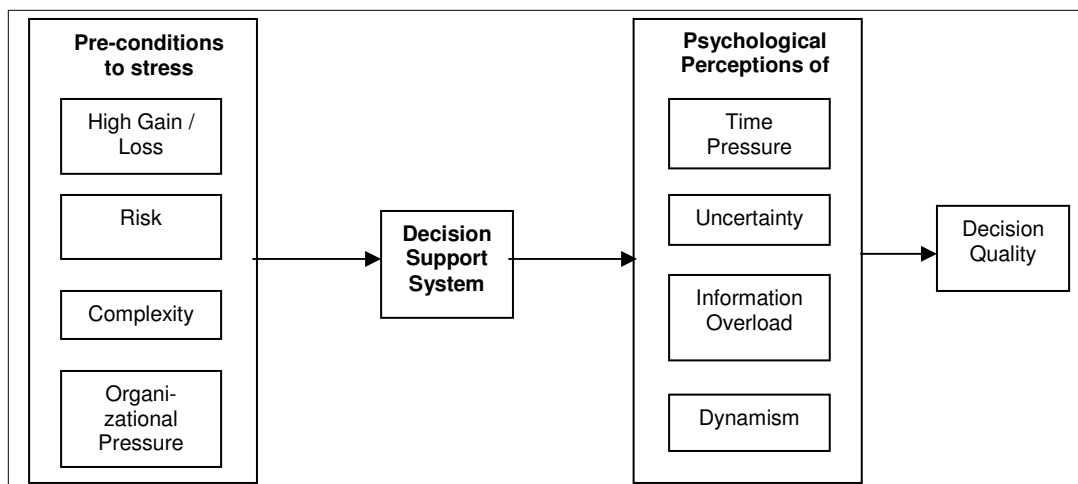 Pre-conditions
to stress
High Gain /
Loss
Risk
Complexity
Organi-
zational
Pressure
Decision
Support
System
Psychological
Perceptions of
Time
Pressure
Uncertainty
Information
Overload
Dynamism
Decision
Quality